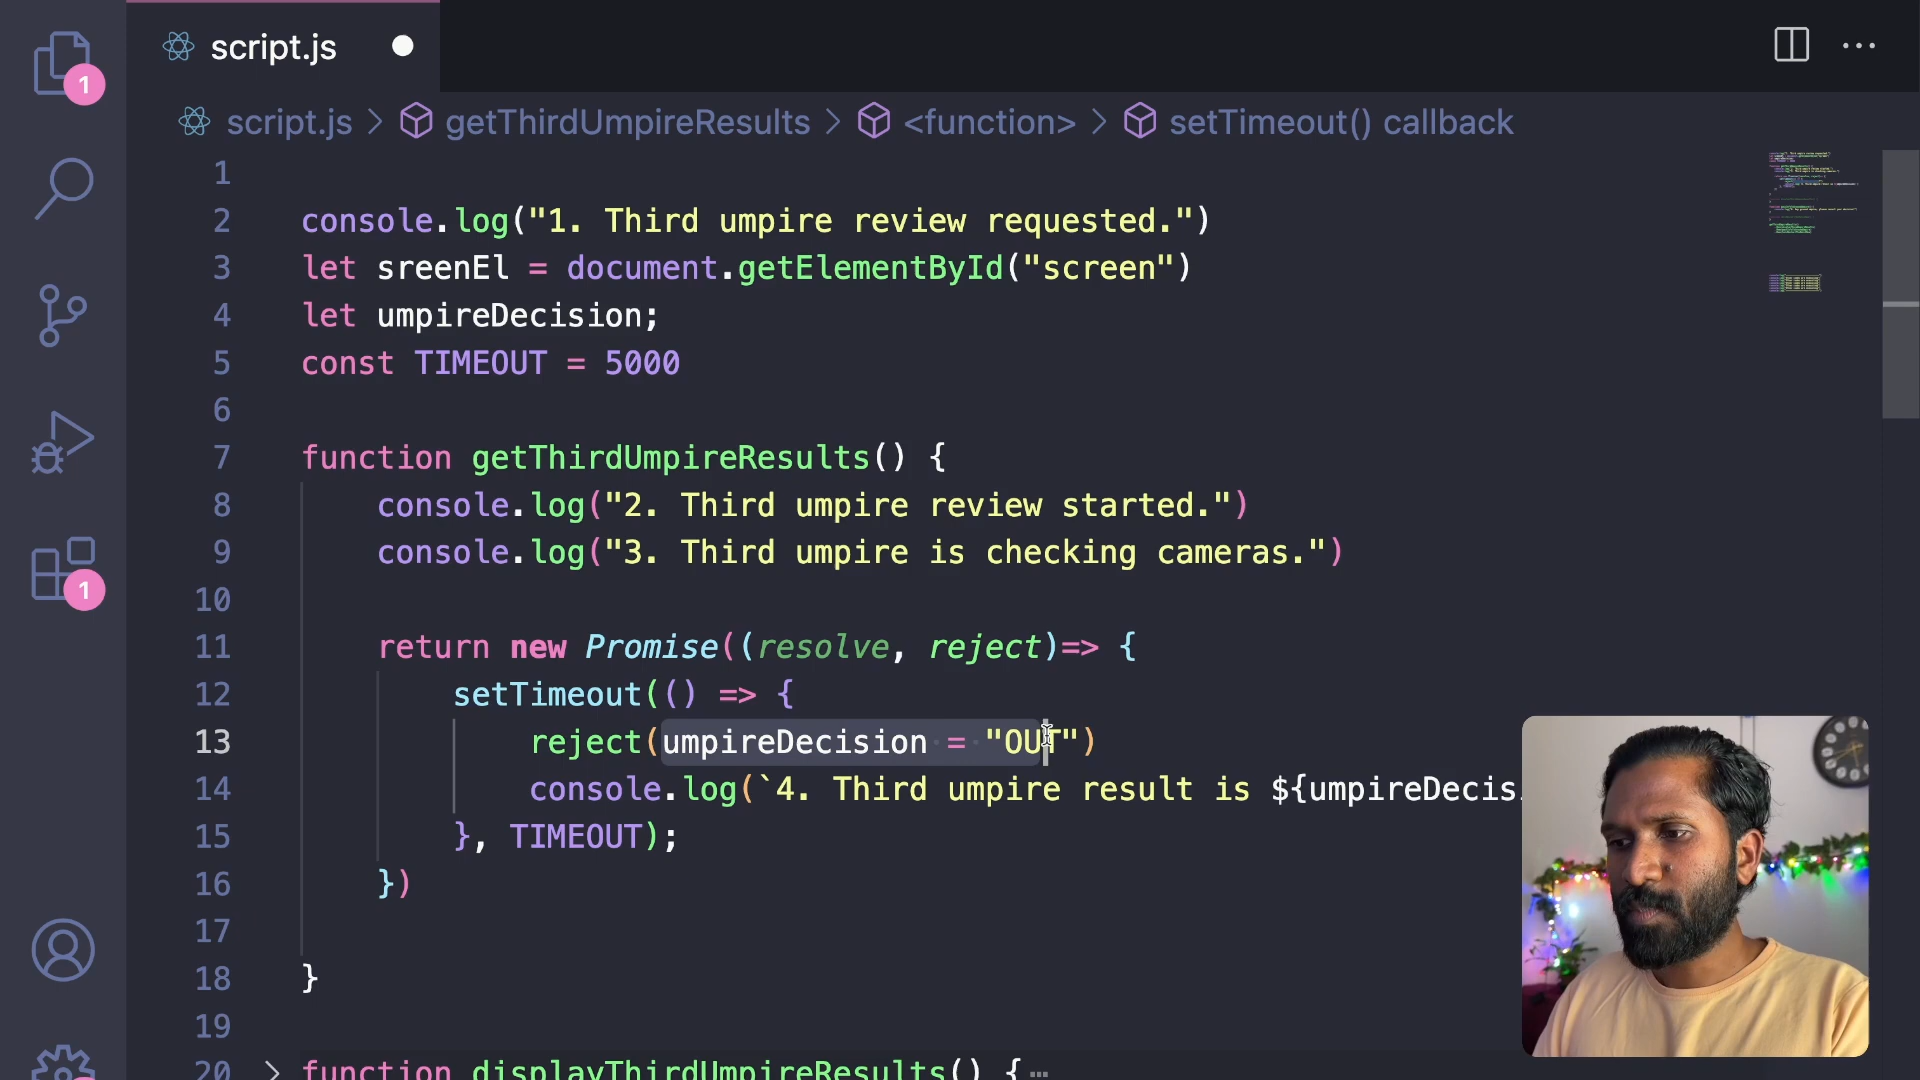 script.js
1
script.js > getThirdUmpireResults > <function> > setTimeout() callback
1
2 console.log("1. Third umpire review requested.")
3 let sreenEl = document.getElementById("screen")
4 let umpireDecision;
5 const TIMEOUT = 5000
6
7 function getThirdUmpireResults() {
8 console.log("2. Third umpire review started.")
9 console.log("3. Third umpire is checking cameras.")
1
10
11 return new Promise((resolve, reject)=> {
12 setTimeout(() => {
13 reject(umpireDecision = "OUT")
14 console.log(`4. Third umpire result is ${umpireDecis
15 }, TIMEOUT);
16 })
17
18 }
19
20 function displayThirdUmpireResults() {